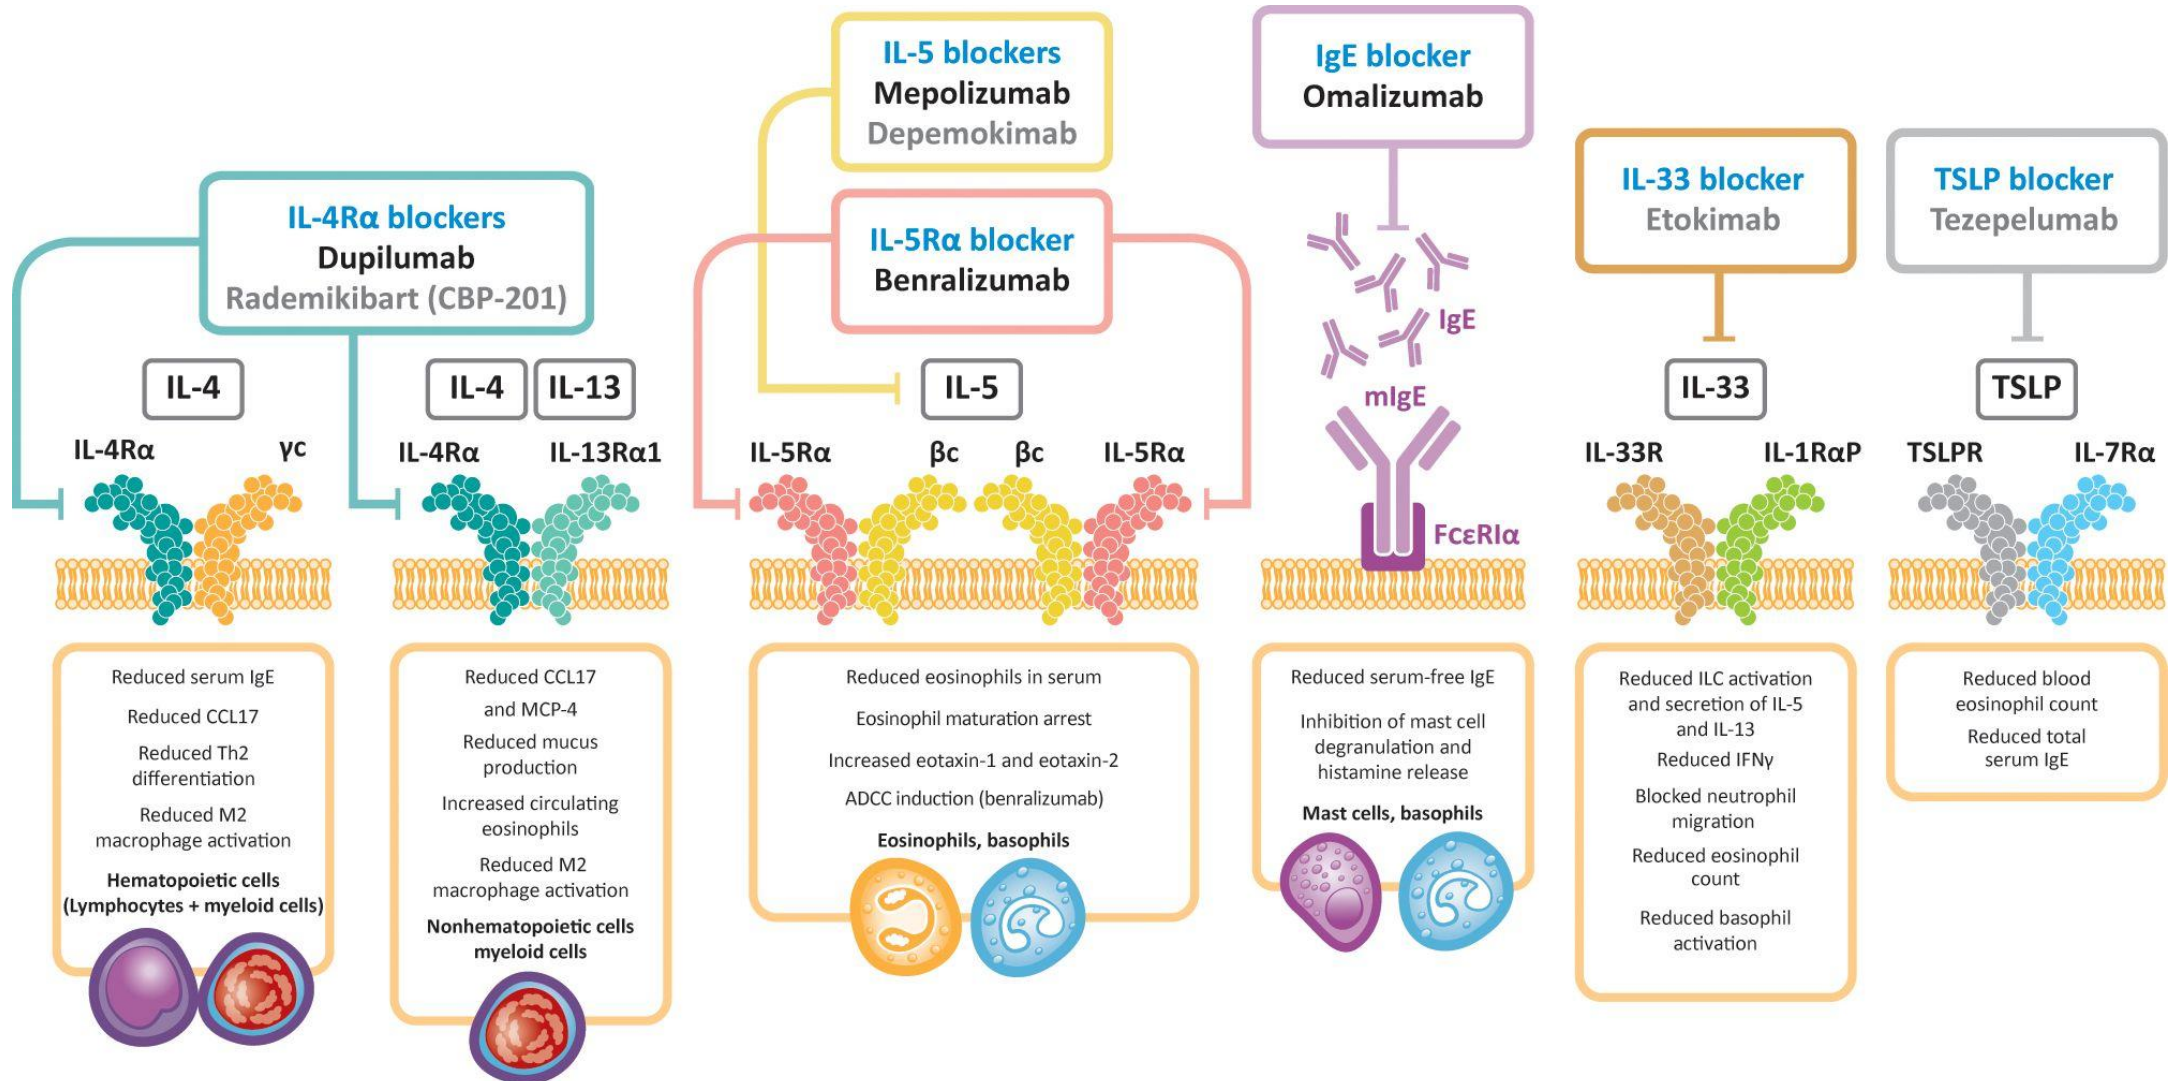 IL-4Rα blockers
Dupilumab
Rademikibart (CBP-201)
IL-5 blockers
Mepolizumab
Depemokimab
IL-5Rα blocker
Benralizumab
IgE blocker
Omalizumab
IL-33 blocker
Etokimab
TSLP blocker
Tezepelumab
IL-4
IL-4
IL-13
IL-5
IgE
mIgE
IL-33
TSLP
IL-4Rα
γc
IL-4Rα
IL-13Rα1
IL-5Rα
βc
βc
IL-5Rα
FcεRIα
IL-33R
IL-1RαP
TSLPR
IL-7Rα
Reduced serum IgE
Reduced CCL17
Reduced Th2
differentiation
Reduced M2
macrophage activation
Hematopoietic cells
(Lymphocytes + myeloid cells)
Reduced CCL17
and MCP-4
Reduced mucus
production
Increased circulating
eosinophils
Reduced M2
macrophage activation
Nonhematopoietic cells
myeloid cells
Reduced eosinophils in serum
Eosinophil maturation arrest
Increased eotaxin-1 and eotaxin-2
ADCC induction (benralizumab)
Eosinophils, basophils
Reduced serum-free IgE
Inhibition of mast cell
degranulation and
histamine release
Mast cells, basophils
Reduced ILC activation
and secretion of IL-5
and IL-13
Reduced IFNγ
Blocked neutrophil
migration
Reduced eosinophil
count
Reduced basophil
activation
Reduced blood
eosinophil count
Reduced total
serum IgE